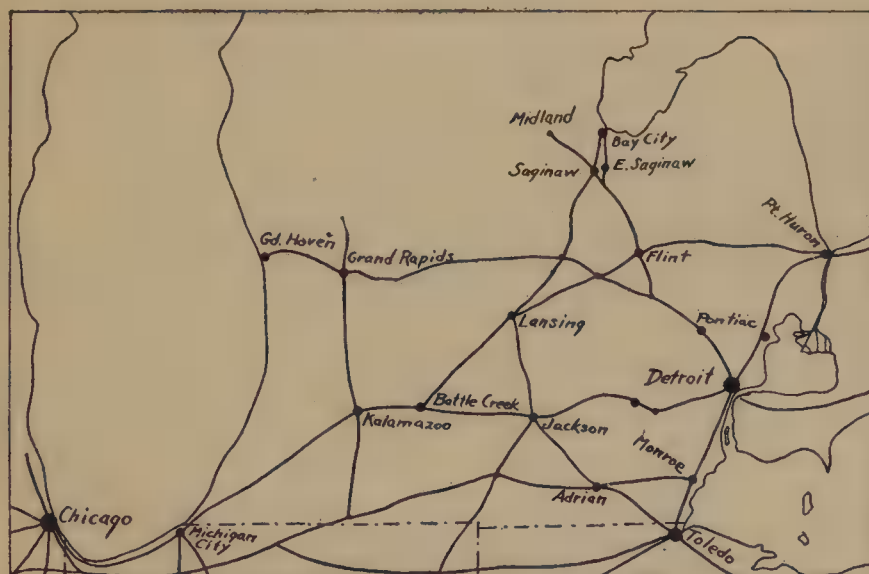 Midland
Bay City
Saginaw
E. Saginaw
Pt. Huron
Gd. Haven
Grand Rapids
Flint
Lansing
Pontiac
Detroit
Battle Creek
Kalamazoo
Jackson
Monroe
Adrian
Chicago
Michigan
City
Toledo